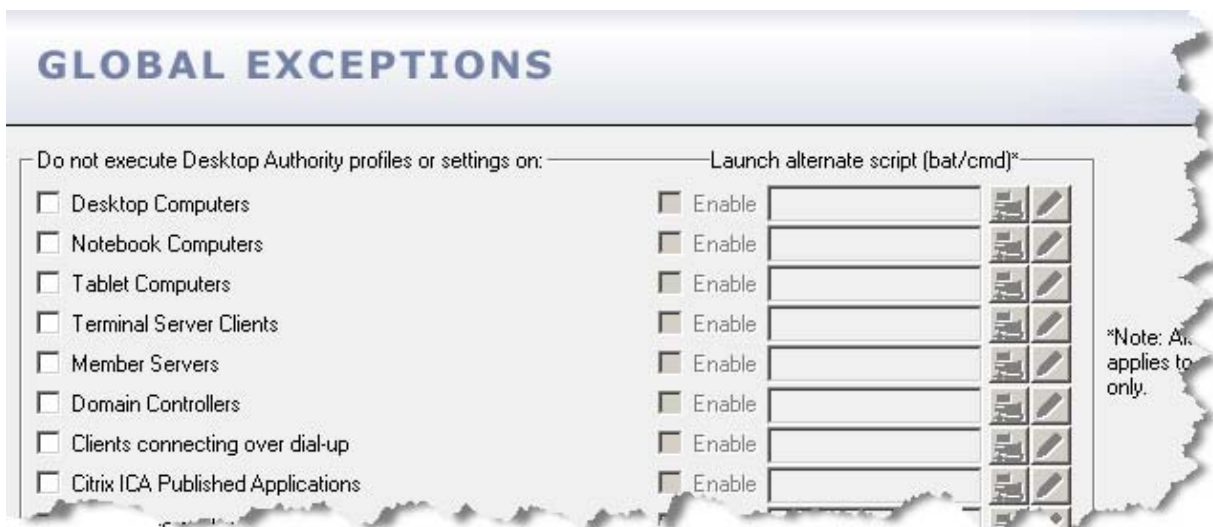 GLOBAL EXCEPTIONS
Do not execute Desktop Authority profiles or settings on: Launch alternate script (bat/cmd)*
Desktop Computers Enable
Notebook Computers Enable
Tablet Computers Enable
Terminal Server Clients Enable
Member Servers Enable
Domain Controllers Enable
Clients connecting over dial-up Enable
Citrix ICA Published Applications Enable
*Note:
applies to
only.